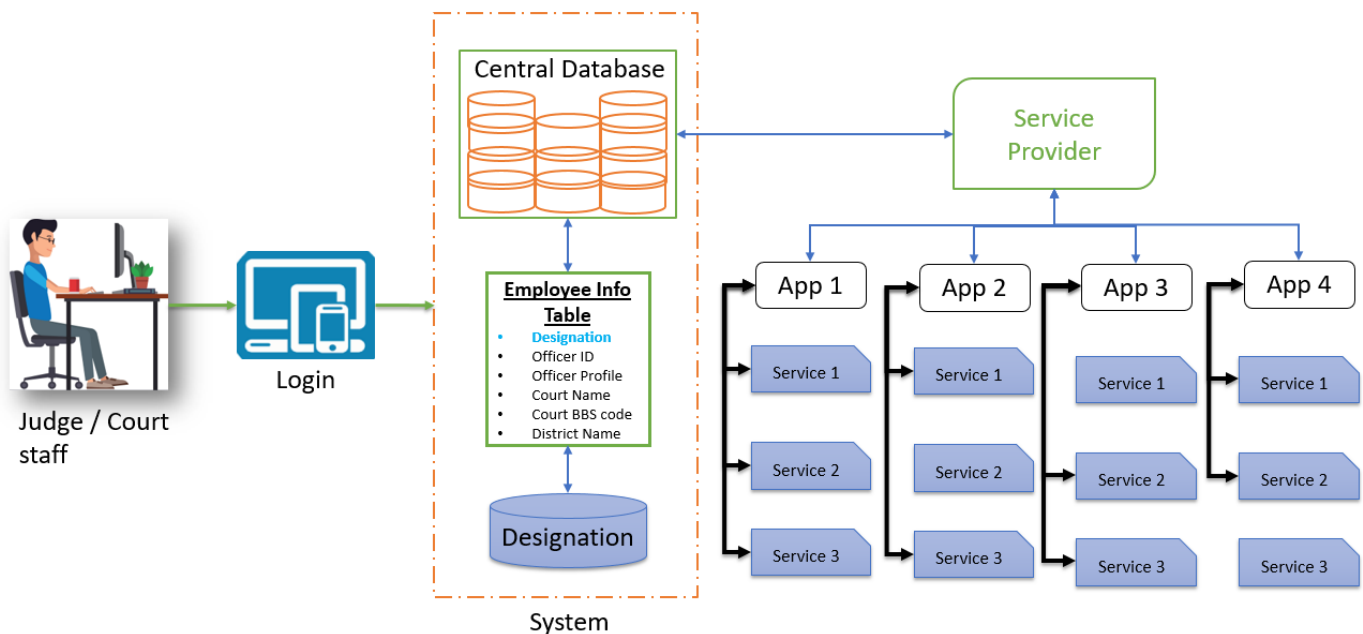 Judge / Court
staff
Login
System
Central Database
Employee Info
Table
• Designation
• Officer ID
• Officer Profile
• Court Name
• Court BBS code
• District Name
Designation
Service
Provider
App 1
Service 1
Service 2
Service 3
App 2
Service 1
Service 2
Service 3
App 3
Service 1
Service 2
Service 3
App 4
Service 1
Service 2
Service 3